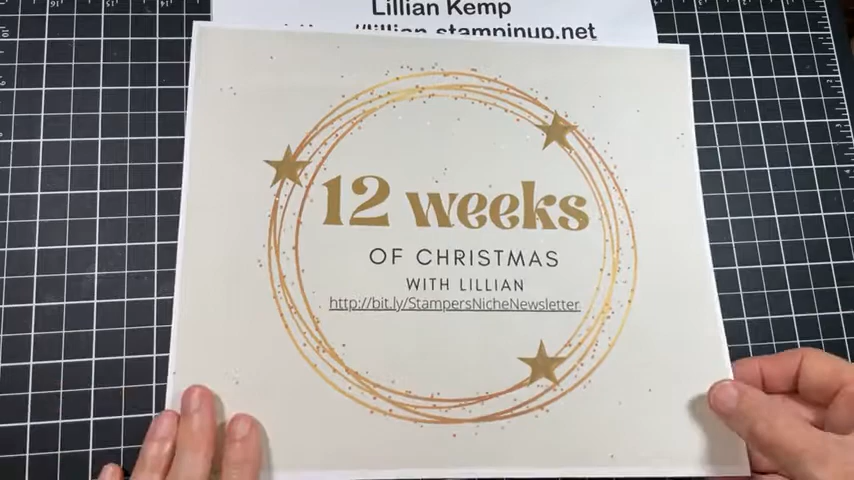 Lillian Kemp
//lillian.stampinup.net
12 weeks
OF CHRISTMAS
WITH LILLIAN
http://bit.ly/StampersNicheNewsletter